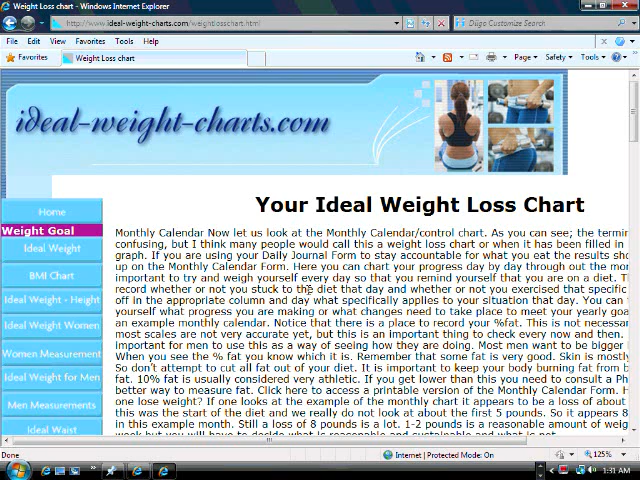 Weight Loss chart - Windows Internet Explorer
http://www.ideal-weight-charts.com/weightlosschart.html
Diigo Customize Search
File Edit View Favorites Tools Help
Favorites Weight Loss chart Page Safety Tools
ideal-weight-charts.com
Your Ideal Weight Loss Chart
Home
Weight Goal
Ideal Weight
BMI Chart
Ideal Weight - Height
Ideal Weight Women
Women Measurement
Ideal Weight for Men
Men Measurements
Ideal Waist
Monthly Calendar Now let us look at the Monthly Calendar/control chart. As you can see; the termin
confusing, but I think many people would call this a weight loss chart or when it has been filled in
graph. If you are using your Daily Journal Form to stay accountable for what you eat the results sho
up on the Monthly Calendar Form. Here you can chart your progress day by day through out the mon
important to try and weigh yourself every day so that you remind yourself that you are on a diet. T
record whether or not you stuck to the diet that day and whether or not you exercised that specific
off in the appropriate column and day what specifically applies to your situation that day. You can
yourself what progress you are making or what changes need to take place to meet your yearly goa
an example monthly calendar. Notice that there is a place to record your %fat. This is not necessar
most scales are not very accurate yet, but this is an important thing to check every now and then.
important for men to use this as a way of seeing how they are doing. Most men want to be bigger
When you see the % fat you know which it is. Remember that some fat is very good. Skin is mostly
So don't attempt to cut all fat out of your diet. It is important to keep your body burning fat from b
fat. 10% fat is usually considered very athletic. If you get lower than this you need to consult a Ph
better way to measure fat. Click here to access a printable version of the Monthly Calendar Form. H
one lose weight? If one looks at the example of the monthly chart it appears to be a loss of about
this was the start of the diet and we really do not look at about the first 5 pounds. So it appears 8
in this example month. Still a loss of 8 pounds is a lot. 1-2 pounds is a reasonable amount of weig
week but you will have to decide what is reasonable and sustainable and what is not.
Done Internet | Protected Mode: On 125%
1:31 AM